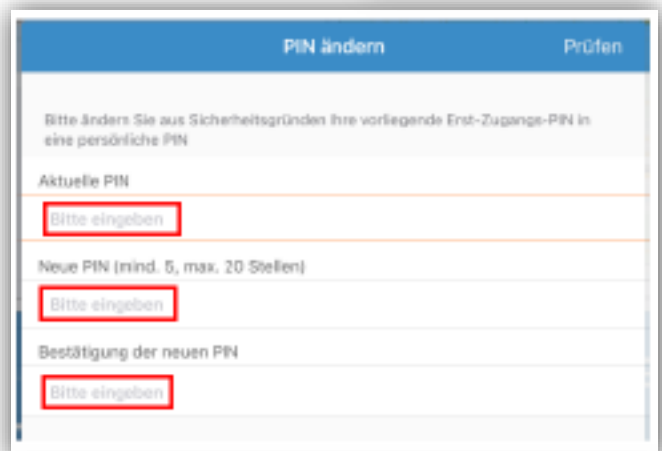 PIN ändern
Prüfen
Bitte ändern Sie aus Sicherheitsgründen Ihre vorliegende Erst-Zugangs-PIN in
eine persönliche PIN
Aktuelle PIN
Bitte eingeben
Neue PIN (mind. 5, max. 20 Stellen)
Bitte eingeben
Bestätigung der neuen PIN
Bitte eingeben